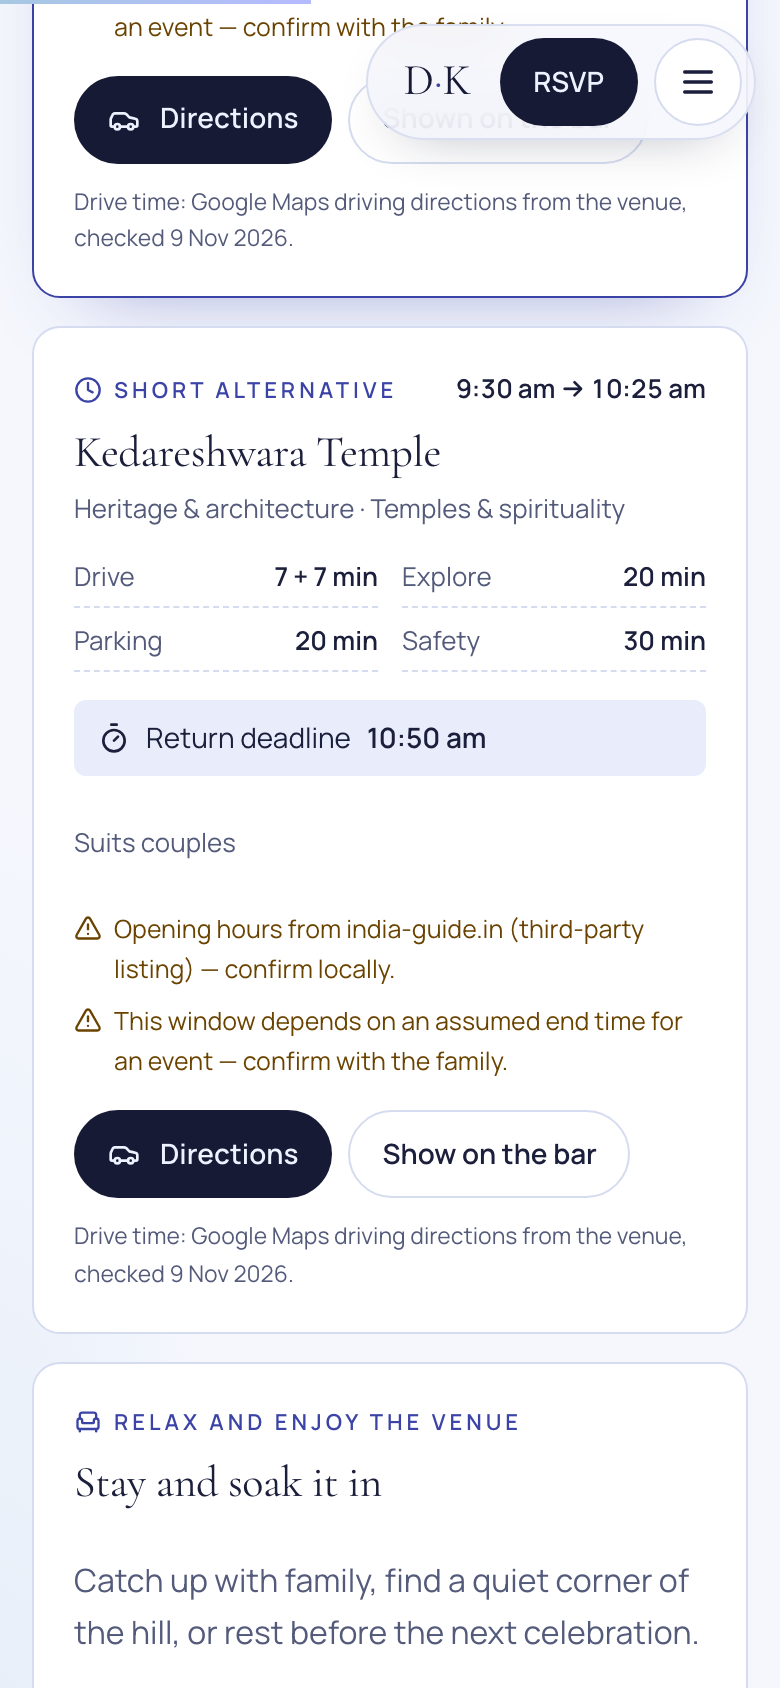 an event — confirm with the family.
D·K
RSVP
Directions
Shown on the bar
Drive time: Google Maps driving directions from the venue,
checked 9 Nov 2026.
SHORT ALTERNATIVE
9:30 am → 10:25 am
Kedareshwara Temple
Heritage & architecture · Temples & spirituality
Drive 7 + 7 min Explore 20 min
Parking 20 min Safety 30 min
Return deadline 10:50 am
Suits couples
Opening hours from india-guide.in (third-party
listing) — confirm locally.
This window depends on an assumed end time for
an event — confirm with the family.
Directions
Show on the bar
Drive time: Google Maps driving directions from the venue,
checked 9 Nov 2026.
RELAX AND ENJOY THE VENUE
Stay and soak it in
Catch up with family, find a quiet corner of
the hill, or rest before the next celebration.